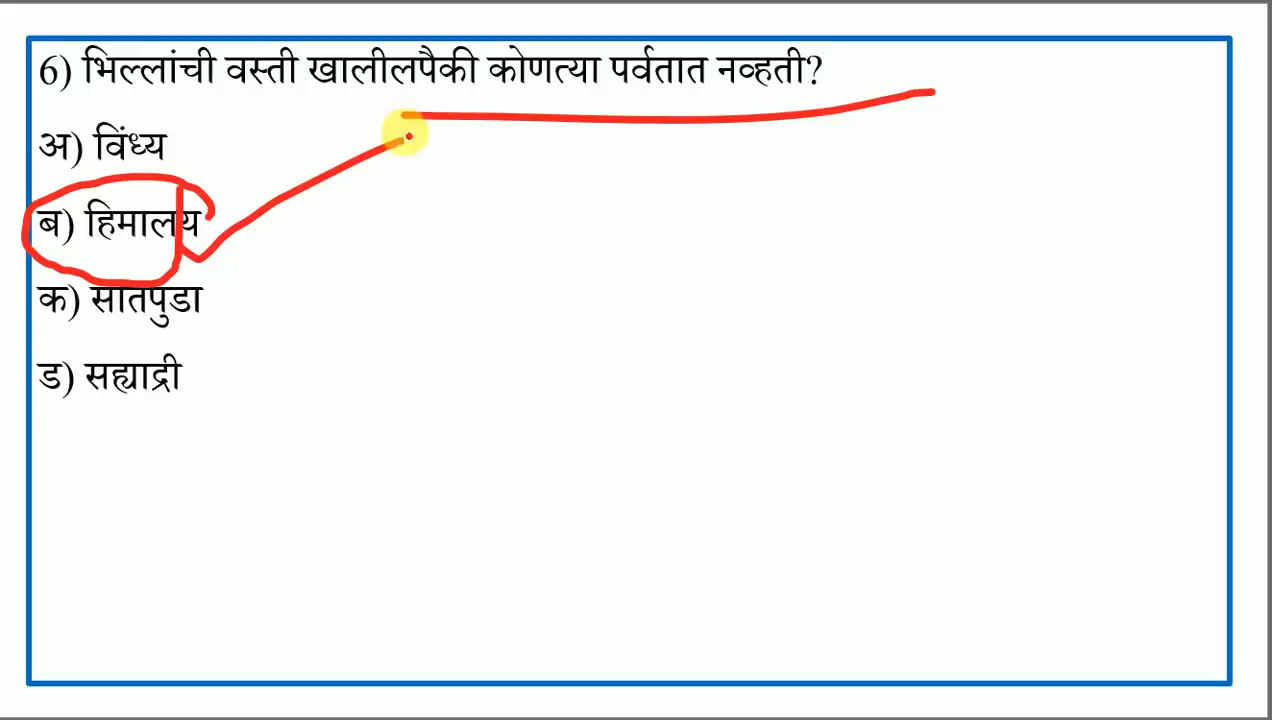 6) भिल्लांची वस्ती खालीलपैकी कोणत्या पर्वतात नव्हती?
अ) विंध्य
ब) हिमालय
क) सातपुडा
ड) सह्याद्री